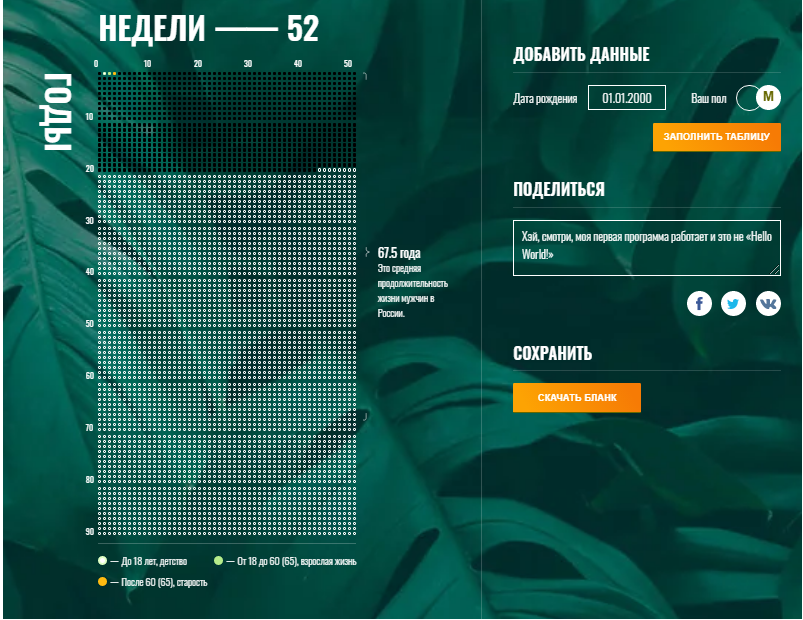 НЕДЕЛИ —— 52
0 10 20 30 40 50
ГОДЫ
10
20
30
40
50
60
70
80
90
67.5 года
Это средняя
продолжительность
жизни мужчин в
России.
— До 18 лет, детство
— От 18 до 60 (65), взрослая жизнь
— После 60 (65), старость
ДОБАВИТЬ ДАННЫЕ
Дата рождения 01.01.2000 Ваш пол М
ЗАПОЛНИТЬ ТАБЛИЦУ
ПОДЕЛИТЬСЯ
Хэй, смотри, моя первая программа работает и это не «Hello
World!»
СОХРАНИТЬ
СКАЧАТЬ БЛАНК